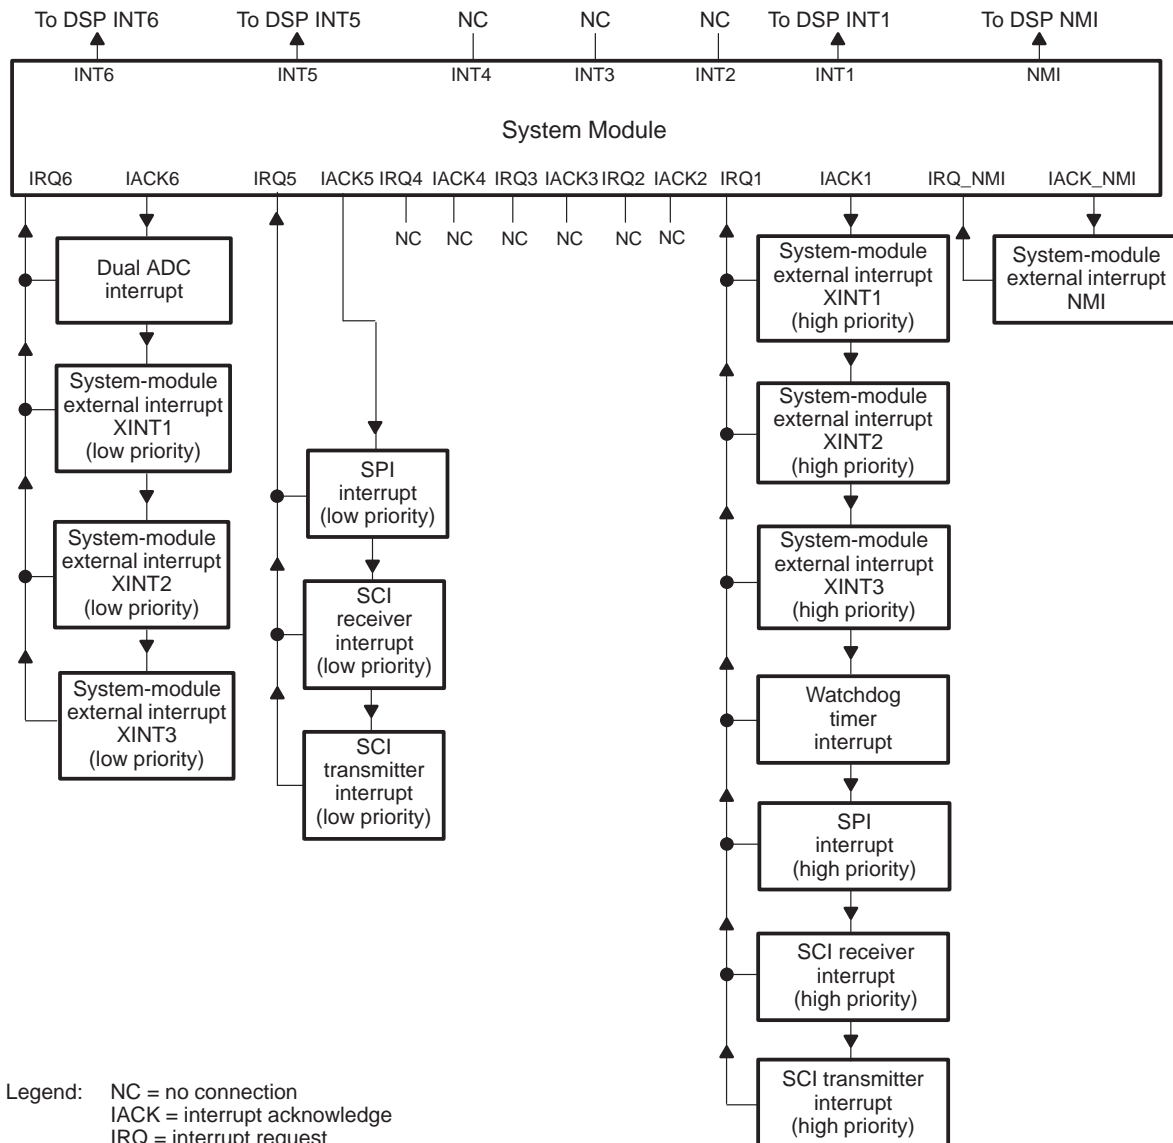 To DSP INT6
To DSP INT5
NC
NC
NC
To DSP INT1
To DSP NMI
INT6
INT5
INT4
INT3
INT2
INT1
NMI
System Module
IRQ6
IACK6
IRQ5
IACK5
IRQ4
IACK4
IRQ3
IACK3
IRQ2
IACK2
IRQ1
IACK1
IRQ_NMI
IACK_NMI
NC
NC
NC
NC
NC
NC
Dual ADC
interrupt
System-module
external interrupt
XINT1
(low priority)
System-module
external interrupt
XINT2
(low priority)
System-module
external interrupt
XINT3
(low priority)
SPI
interrupt
(low priority)
SCI
receiver
interrupt
(low priority)
SCI
transmitter
interrupt
(low priority)
System-module
external interrupt
XINT1
(high priority)
System-module
external interrupt
XINT2
(high priority)
System-module
external interrupt
XINT3
(high priority)
Watchdog
timer
interrupt
SPI
interrupt
(high priority)
SCI receiver
interrupt
(high priority)
SCI transmitter
interrupt
(high priority)
System-module
external interrupt
NMI
Legend: NC = no connection
IACK = interrupt acknowledge
IRQ = interrupt request